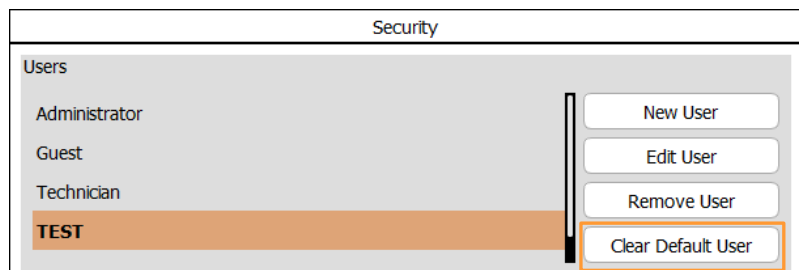 Security
Users
Administrator
New User
Guest
Edit User
Technician
Remove User
TEST
Clear Default User